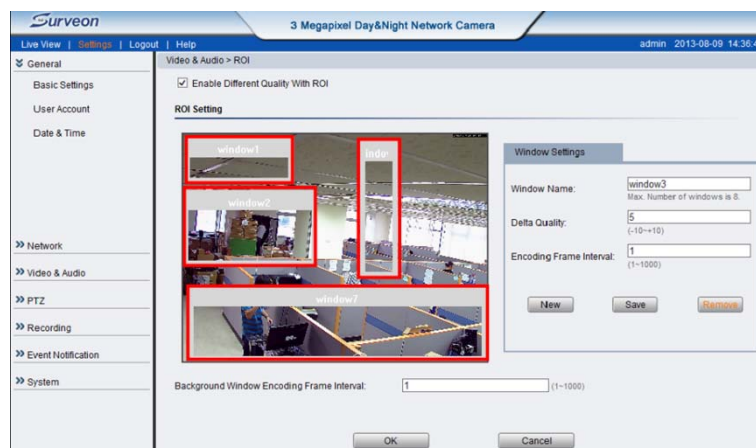 Surveon
3 Megapixel Day&Night Network Camera
Live View | Settings | Logout | Help
admin 2013-08-09 14:36:4
General
Basic Settings
User Account
Date & Time
Network
Video & Audio
PTZ
Recording
Event Notification
System
Video & Audio > ROI
Enable Different Quality With ROI
ROI Setting
window1
indo
window2
window7
Window Settings
Window Name: window3
Max. Number of windows is 8.
Delta Quality: 5
(-10~+10)
Encoding Frame Interval: 1
(1~1000)
New Save Remove
Background Window Encoding Frame Interval: 1 (1~1000)
OK Cancel